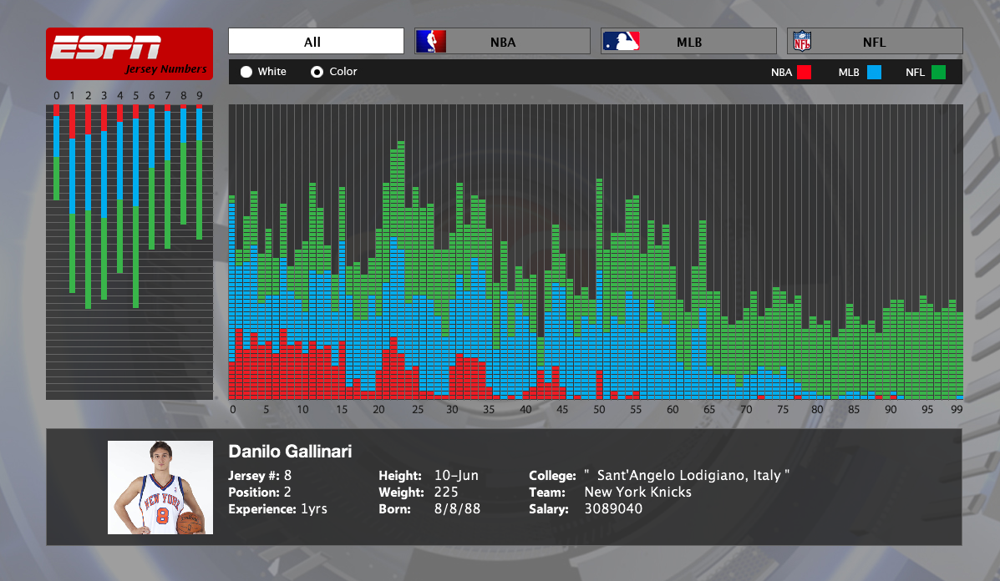 ESPN
Jersey Numbers
All
NBA
MLB
NFL
White
Color
NBA
MLB
NFL
0 1 2 3 4 5 6 7 8 9
0 5 10 15 20 25 30 35 40 45 50 55 60 65 70 75 80 85 90 95 99
Danilo Gallinari
Jersey #: 8
Position: 2
Experience: 1yrs
Height: 10-Jun
Weight: 225
Born: 8/8/88
College: " Sant'Angelo Lodigiano, Italy "
Team: New York Knicks
Salary: 3089040
NEW YORK
8